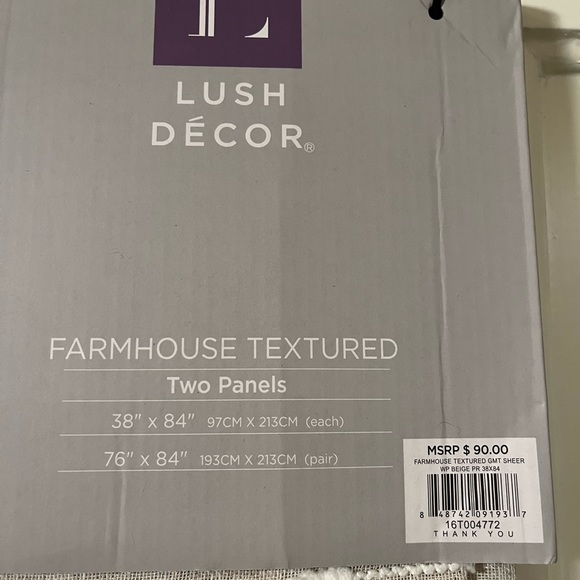 L
LUSH
DÉCOR®
FARMHOUSE TEXTURED
Two Panels
38" x 84" 97CM X 213CM (each)
76" x 84" 193CM X 213CM (pair)
MSRP $ 90.00
FARMHOUSE TEXTURED GMT SHEER
WP BEIGE PR 38X84
8 48742 09193 7
16T004772
THANK YOU